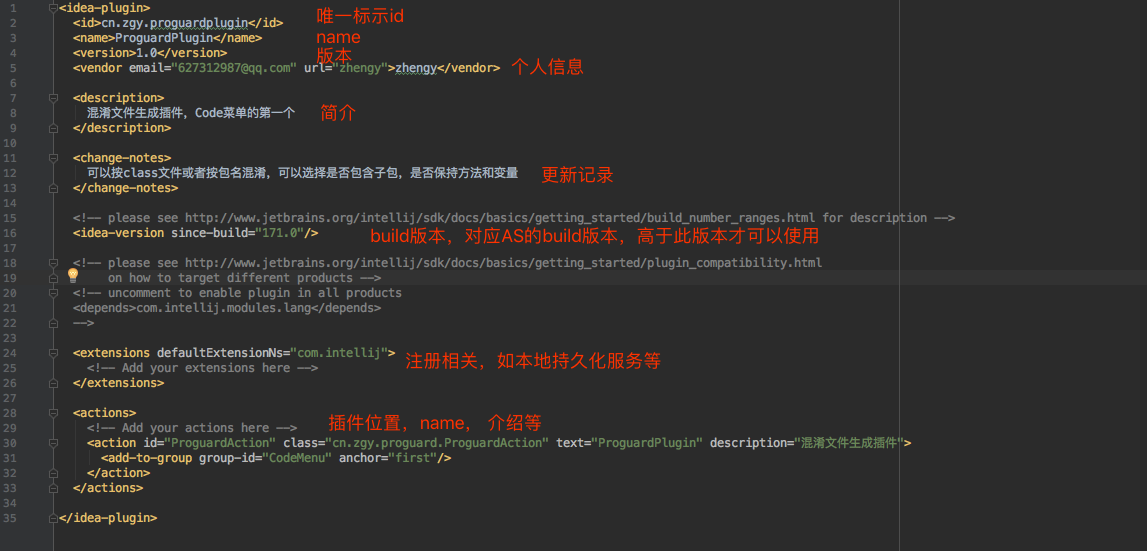 1 <idea-plugin>
2 <id>cn.zgy.proguardplugin</id> 唯一标示id
3 <name>ProguardPlugin</name> name
4 <version>1.0</version> 版本
5 <vendor email="627312987@qq.com" url="zhengy">zhengy</vendor> 个人信息
6
7 <description>
8 混淆文件生成插件，Code菜单的第一个 简介
9 </description>
10
11 <change-notes>
12 可以按class文件或者按包名混淆，可以选择是否包含子包，是否保持方法和变量 更新记录
13 </change-notes>
14
15 <!-- please see http://www.jetbrains.org/intellij/sdk/docs/basics/getting_started/build_number_ranges.html for description -->
16 <idea-version since-build="171.0"/> build版本，对应AS的build版本，高于此版本才可以使用
17
18 <!-- please see http://www.jetbrains.org/intellij/sdk/docs/basics/getting_started/plugin_compatibility.html
19 on how to target different products -->
20 <!-- uncomment to enable plugin in all products
21 <depends>com.intellij.modules.lang</depends>
22 -->
23
24 <extensions defaultExtensionNs="com.intellij"> 注册相关，如本地持久化服务等
25 <!-- Add your extensions here -->
26 </extensions>
27
28 <actions> 插件位置，name， 介绍等
29 <!-- Add your actions here -->
30 <action id="ProguardAction" class="cn.zgy.proguard.ProguardAction" text="ProguardPlugin" description="混淆文件生成插件">
31 <add-to-group group-id="CodeMenu" anchor="first"/>
32 </action>
33 </actions>
34
35 </idea-plugin>